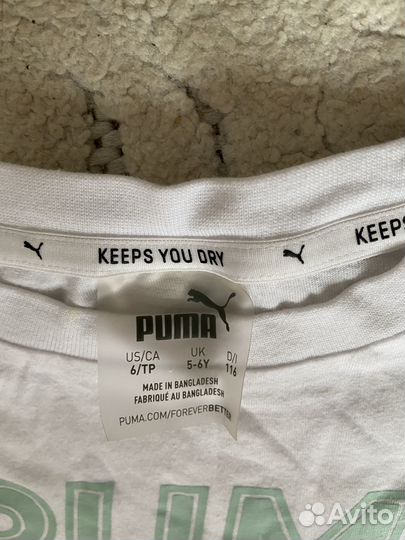 KEEPS YOU DRY KEEPS
PUMA
US/CA UK D/I
6/TP 5-6Y 116
MADE IN BANGLADESH
FABRIQUÉ AU BANGLADESH
PUMA.COM/FOREVERBETTER
PUMA
Avito